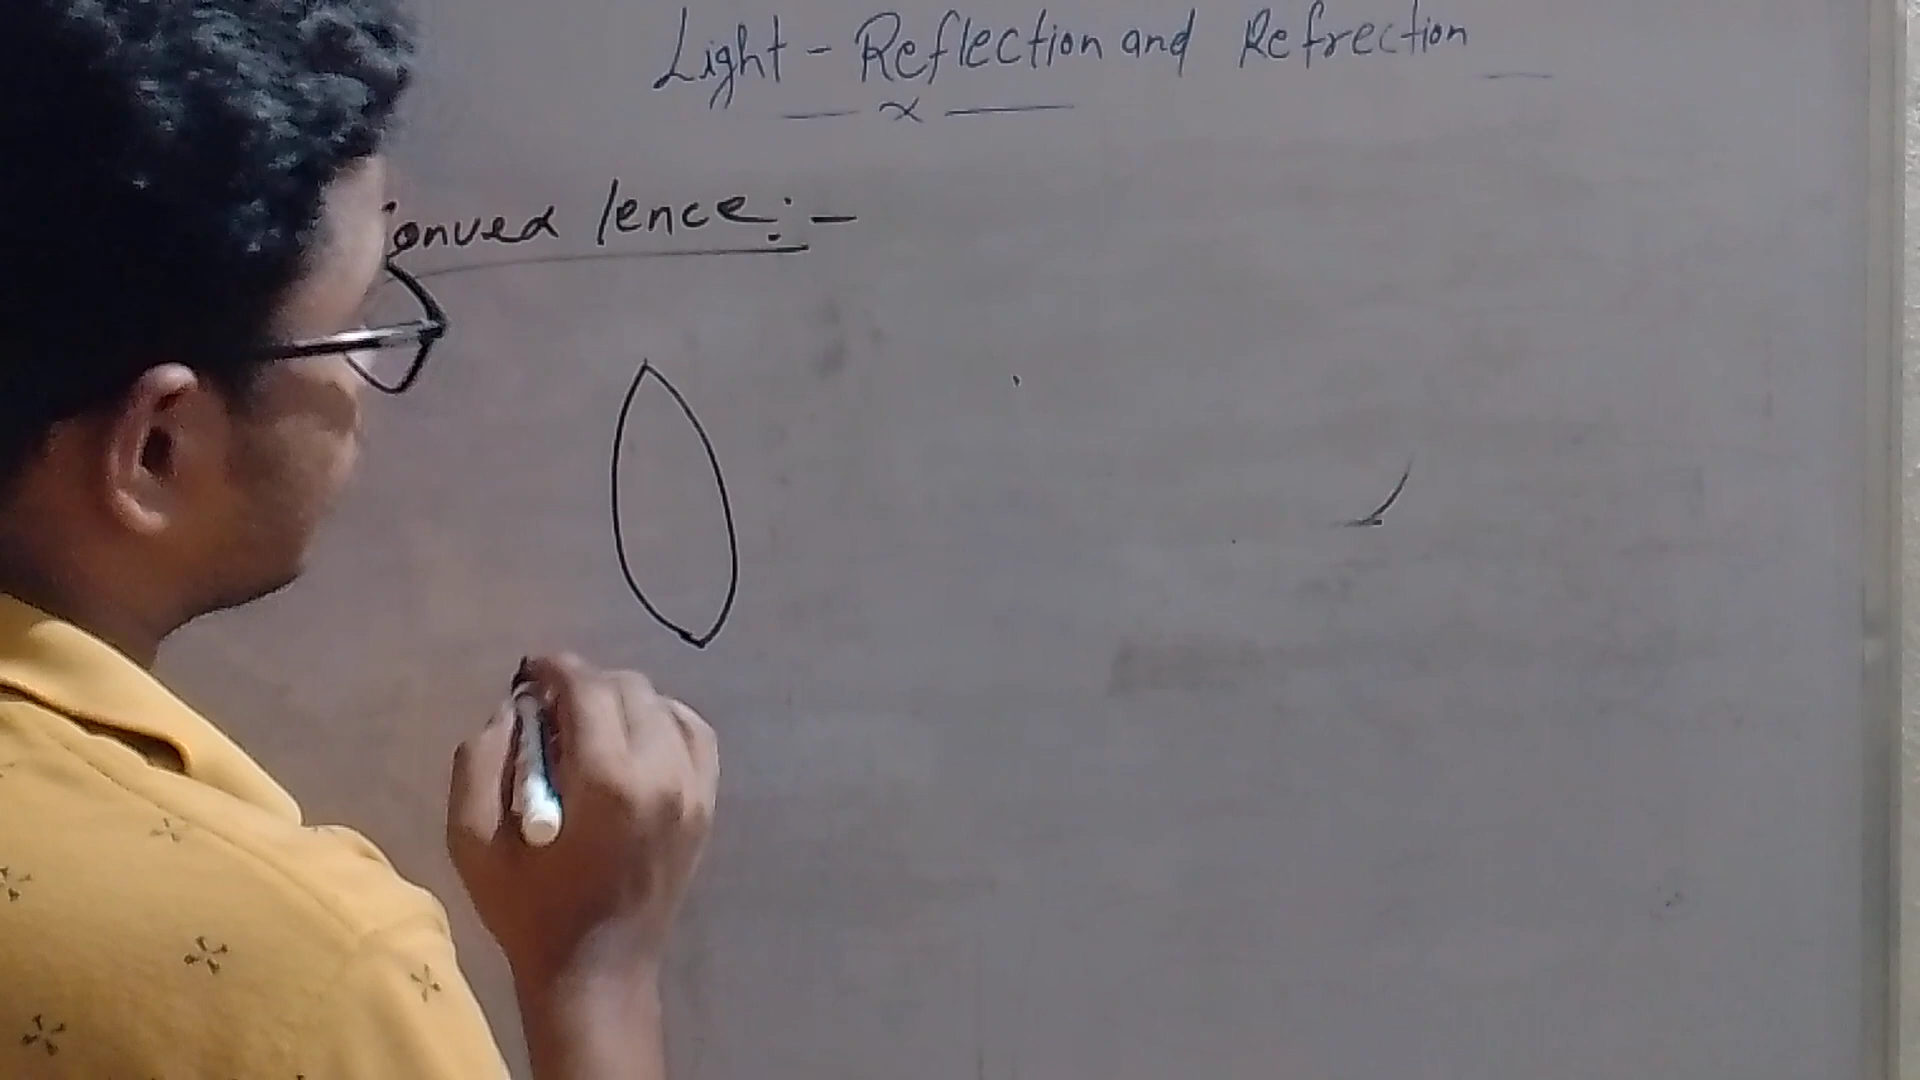 Light - Reflection and Refrection
x
onvex lence :-